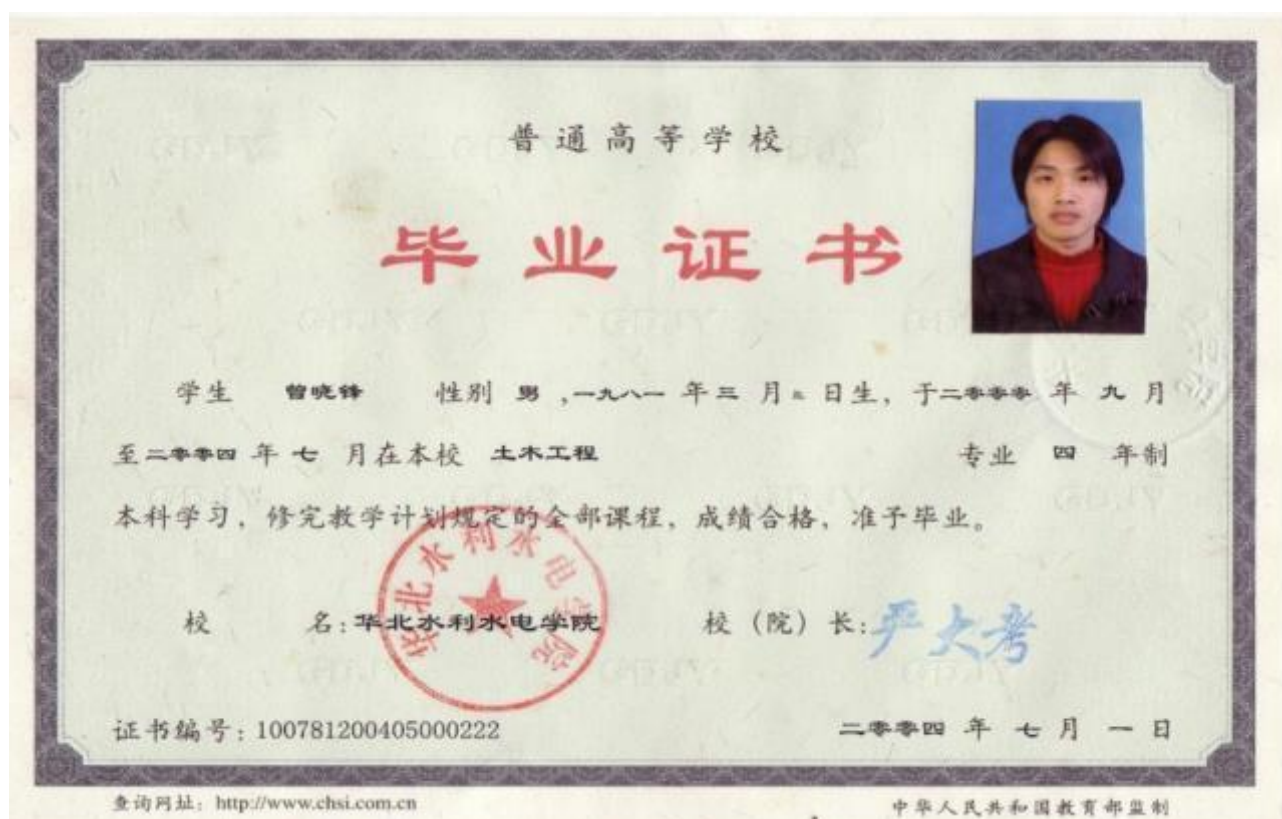 普通高等学校
毕业证书
学生 曾晓锋 性别 男 ,一九八一 年 三 月 日生, 于二零零零 年 九 月
至二零零四 年 七 月在本校 土木工程 专业 四 年制
本科学习, 修完教学计划规定的全部课程, 成绩合格, 准予毕业。
校 名:华北水利水电学院 校 (院) 长:严大考
华北水利水电学院
证书编号: 100781200405000222 二零零四 年 七 月 一 日
查询网址: http://www.chsi.com.cn 中华人民共和国教育部监制